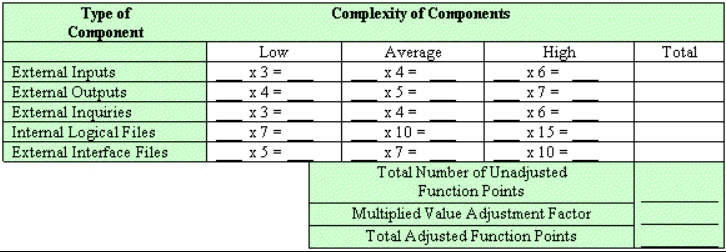 Type of Component Complexity of Components
Low Average High Total
External Inputs ___ x 3 = ___ ___ x 4 = ___ ___ x 6 = ___
External Outputs ___ x 4 = ___ ___ x 5 = ___ ___ x 7 = ___
External Inquiries ___ x 3 = ___ ___ x 4 = ___ ___ x 6 = ___
Internal Logical Files ___ x 7 = ___ ___ x 10 = ___ ___ x 15 = ___
External Interface Files ___ x 5 = ___ ___ x 7 = ___ ___ x 10 = ___
Total Number of Unadjusted
Function Points ___
Multiplied Value Adjustment Factor ___
Total Adjusted Function Points ___